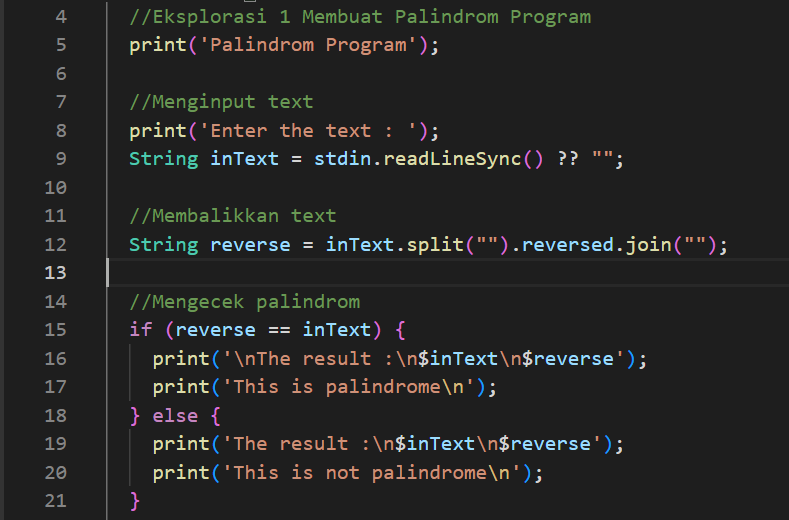 4 //Eksplorasi 1 Membuat Palindrom Program
5 print('Palindrom Program');
6
7 //Menginput text
8 print('Enter the text : ');
9 String inText = stdin.readLineSync() ?? "";
10
11 //Membalikkan text
12 String reverse = inText.split("").reversed.join("");
13
14 //Mengecek palindrom
15 if (reverse == inText) {
16   print('\nThe result :\n$inText\n$reverse');
17   print('This is palindrome\n');
18 } else {
19   print('The result :\n$inText\n$reverse');
20   print('This is not palindrome\n');
21 }